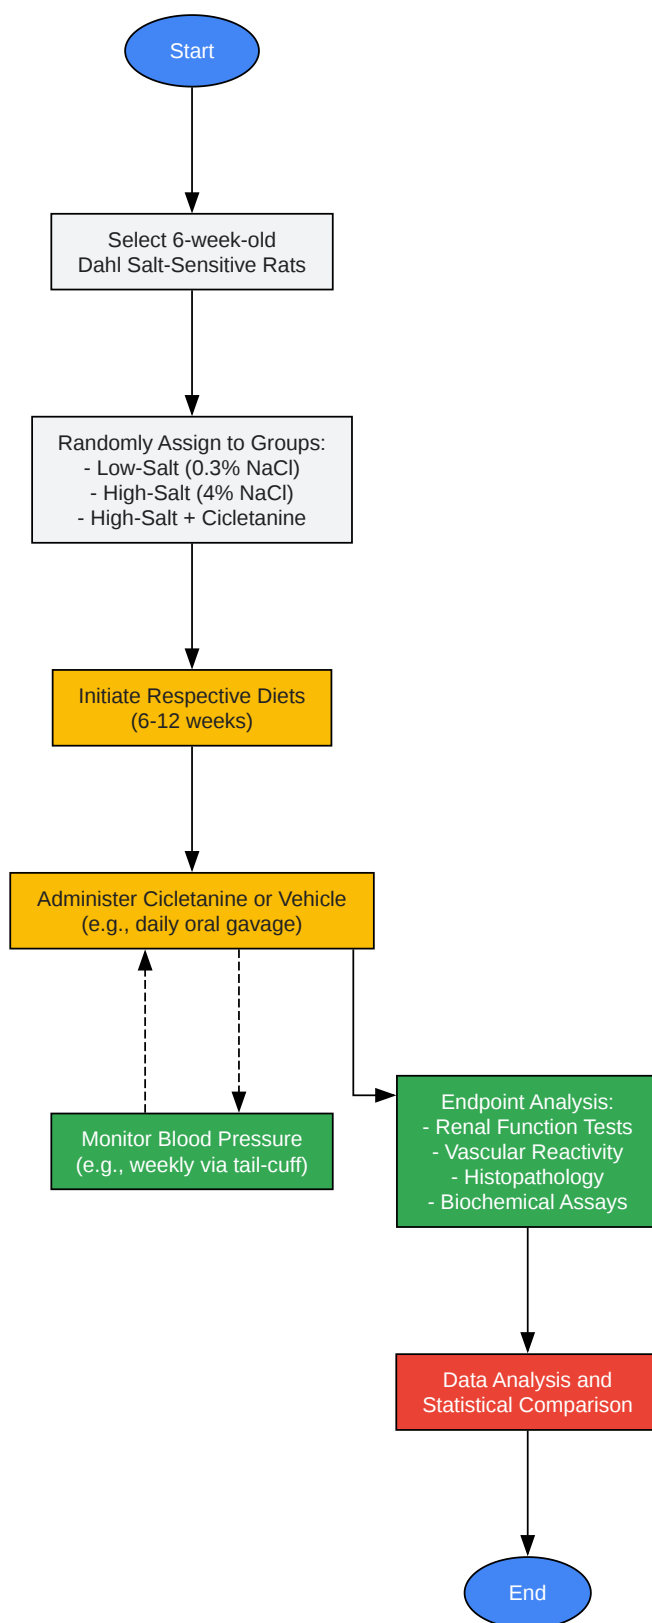 Start
Select 6-week-old
Dahl Salt-Sensitive Rats
Randomly Assign to Groups:
- Low-Salt (0.3% NaCl)
- High-Salt (4% NaCl)
- High-Salt + Cicletanine
Initiate Respective Diets
(6-12 weeks)
Administer Cicletanine or Vehicle
(e.g., daily oral gavage)
Monitor Blood Pressure
(e.g., weekly via tail-cuff)
Endpoint Analysis:
- Renal Function Tests
- Vascular Reactivity
- Histopathology
- Biochemical Assays
Data Analysis and
Statistical Comparison
End